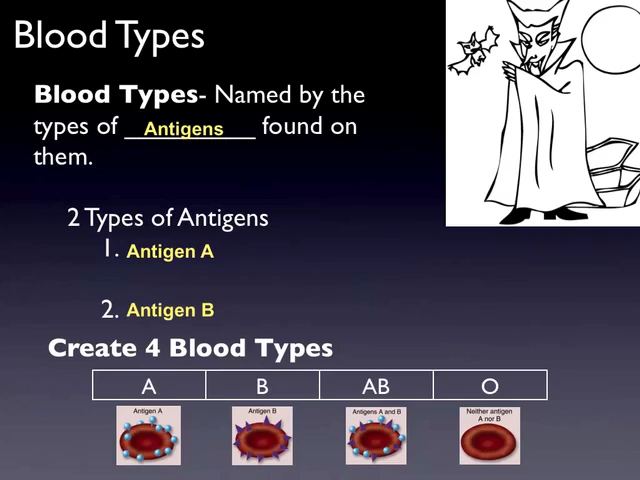 Blood Types
Blood Types- Named by the
types of Antigens found on
them.
2 Types of Antigens
1. Antigen A
2. Antigen B
Create 4 Blood Types
A B AB O
Antigen A Antigen B Antigens A and B Neither antigen
A nor B